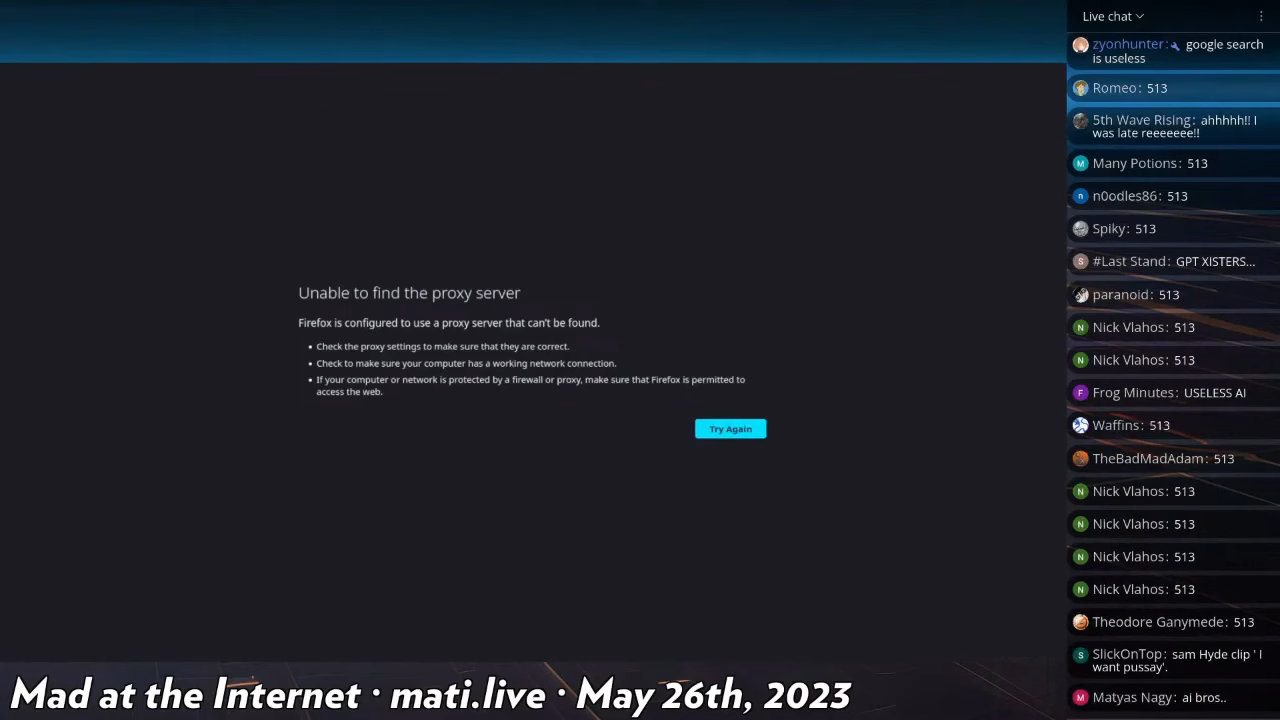 Unable to find the proxy server
Firefox is configured to use a proxy server that can't be found.
• Check the proxy settings to make sure that they are correct.
• Check to make sure your computer has a working network connection.
• If your computer or network is protected by a firewall or proxy, make sure that Firefox is permitted to
access the web.
Try Again
Live chat
zyonhunter: google search
is useless
Romeo: 513
5th Wave Rising: ahhhhh!! I
was late reeeeeee!!
M Many Potions: 513
n n0odles86: 513
Spiky: 513
S #Last Stand: GPT XISTERS...
paranoid: 513
N Nick Vlahos: 513
N Nick Vlahos: 513
F Frog Minutes: USELESS AI
Waffins: 513
TheBadMadAdam: 513
N Nick Vlahos: 513
N Nick Vlahos: 513
N Nick Vlahos: 513
N Nick Vlahos: 513
Theodore Ganymede: 513
S SlickOnTop: sam Hyde clip ' I
want pussay'.
M Matyas Nagy: ai bros..
Mad at the Internet · mati.live · May 26th, 2023